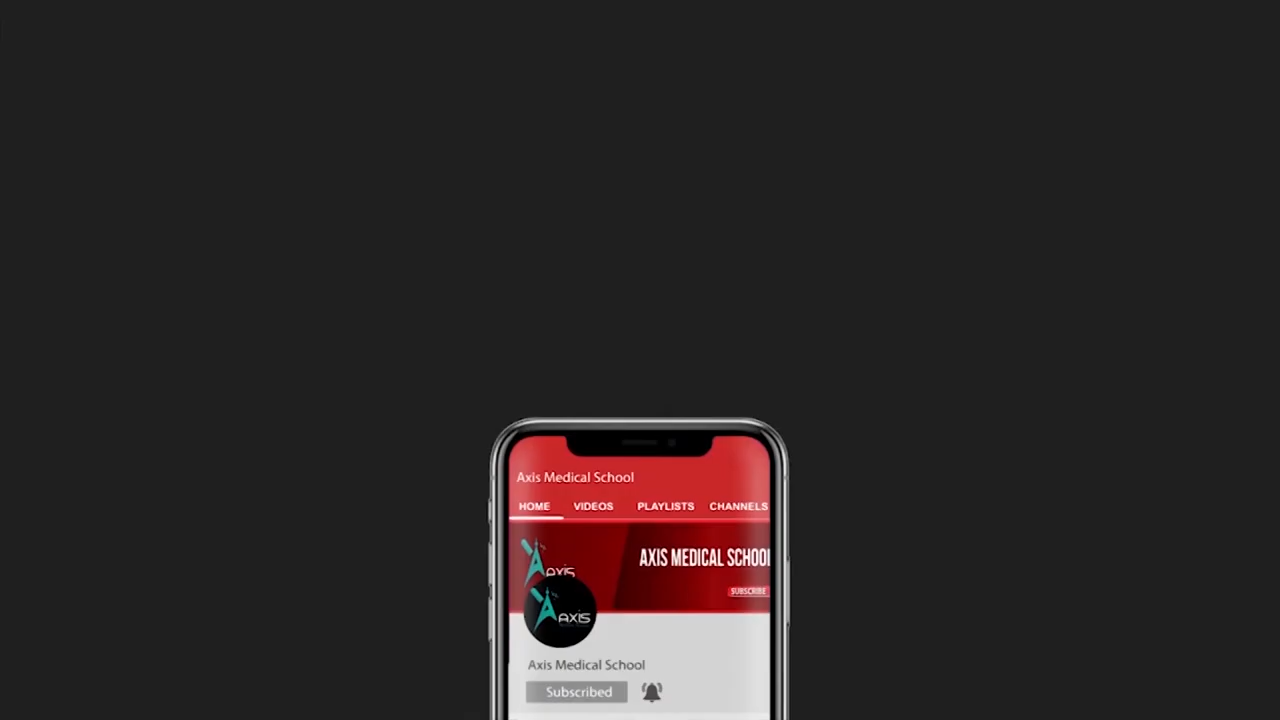 Axis Medical School
HOME VIDEOS PLAYLISTS CHANNELS
AXIS MEDICAL SCHOOL
AXIS
SUBSCRIBE
AXIS
Axis Medical School
Subscribed